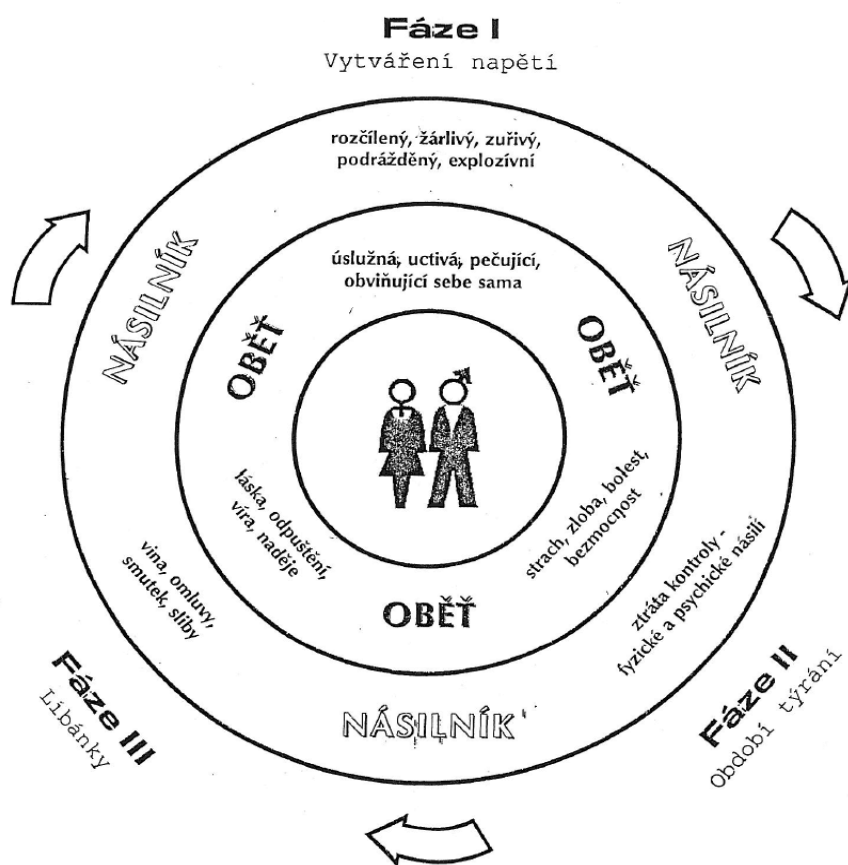 Fáze I
Vytváření napětí
rozčílený, žárlivý, zuřivý,
podrážděný, explozívní
NÁSILNÍK
NÁSILNÍK
úslužná, uctivá, pečující,
obviňující sebe sama
OBĚŤ
OBĚŤ
láska, odpuštění,
víra, naděje
strach, zloba, bolest,
bezmocnost
vina, omluvy,
smutek, sliby
ztráta kontroly -
fyzické a psychické násilí
OBĚŤ
NÁSILNÍK
Fáze III
Líbánky
Fáze II
Období týrání